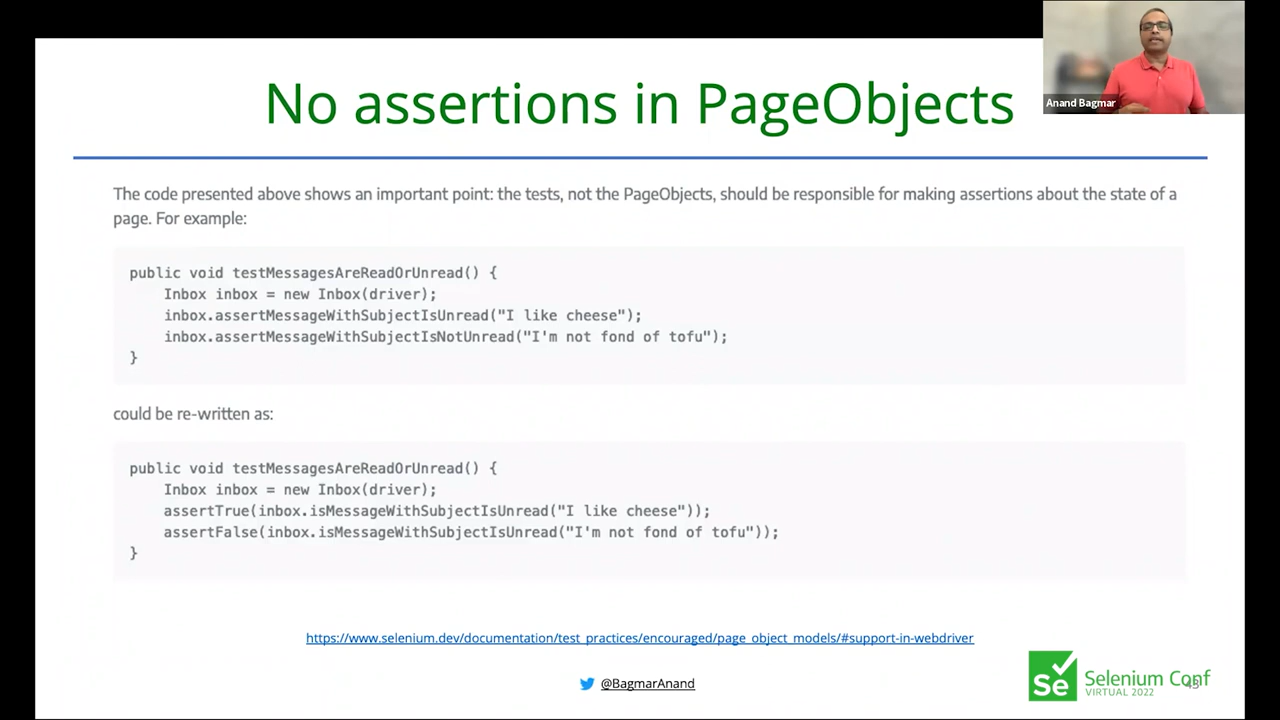 No assertions in PageObjects
Anand Bagmar
The code presented above shows an important point: the tests, not the PageObjects, should be responsible for making assertions about the state of a
page. For example:
public void testMessagesAreReadOrUnread() {
    Inbox inbox = new Inbox(driver);
    inbox.assertMessageWithSubjectIsUnread("I like cheese");
    inbox.assertMessageWithSubjectIsNotUnread("I'm not fond of tofu");
}
could be re-written as:
public void testMessagesAreReadOrUnread() {
    Inbox inbox = new Inbox(driver);
    assertTrue(inbox.isMessageWithSubjectIsUnread("I like cheese"));
    assertFalse(inbox.isMessageWithSubjectIsUnread("I'm not fond of tofu"));
}
https://www.selenium.dev/documentation/test_practices/encouraged/page_object_models/#support-in-webdriver
@BagmarAnand
Se
Selenium Conf
VIRTUAL 2022
43